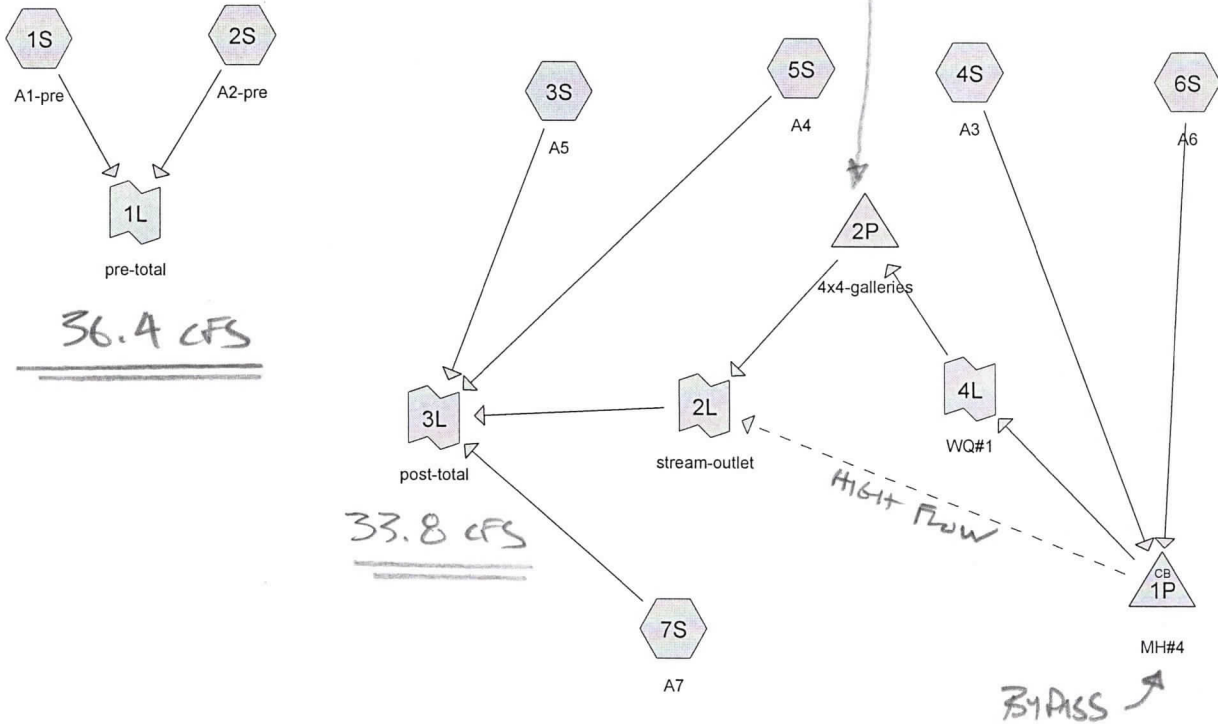 1S
2S
A1-pre
A2-pre
1L
pre-total
36.4 CFS
3S
A5
5S
A4
4S
A3
6S
A6
2P
4x4-galleries
3L
post-total
33.8 CFS
2L
stream-outlet
4L
WQ#1
HIGH FLOW
CB
1P
MH#4
BYPASS
7S
A7